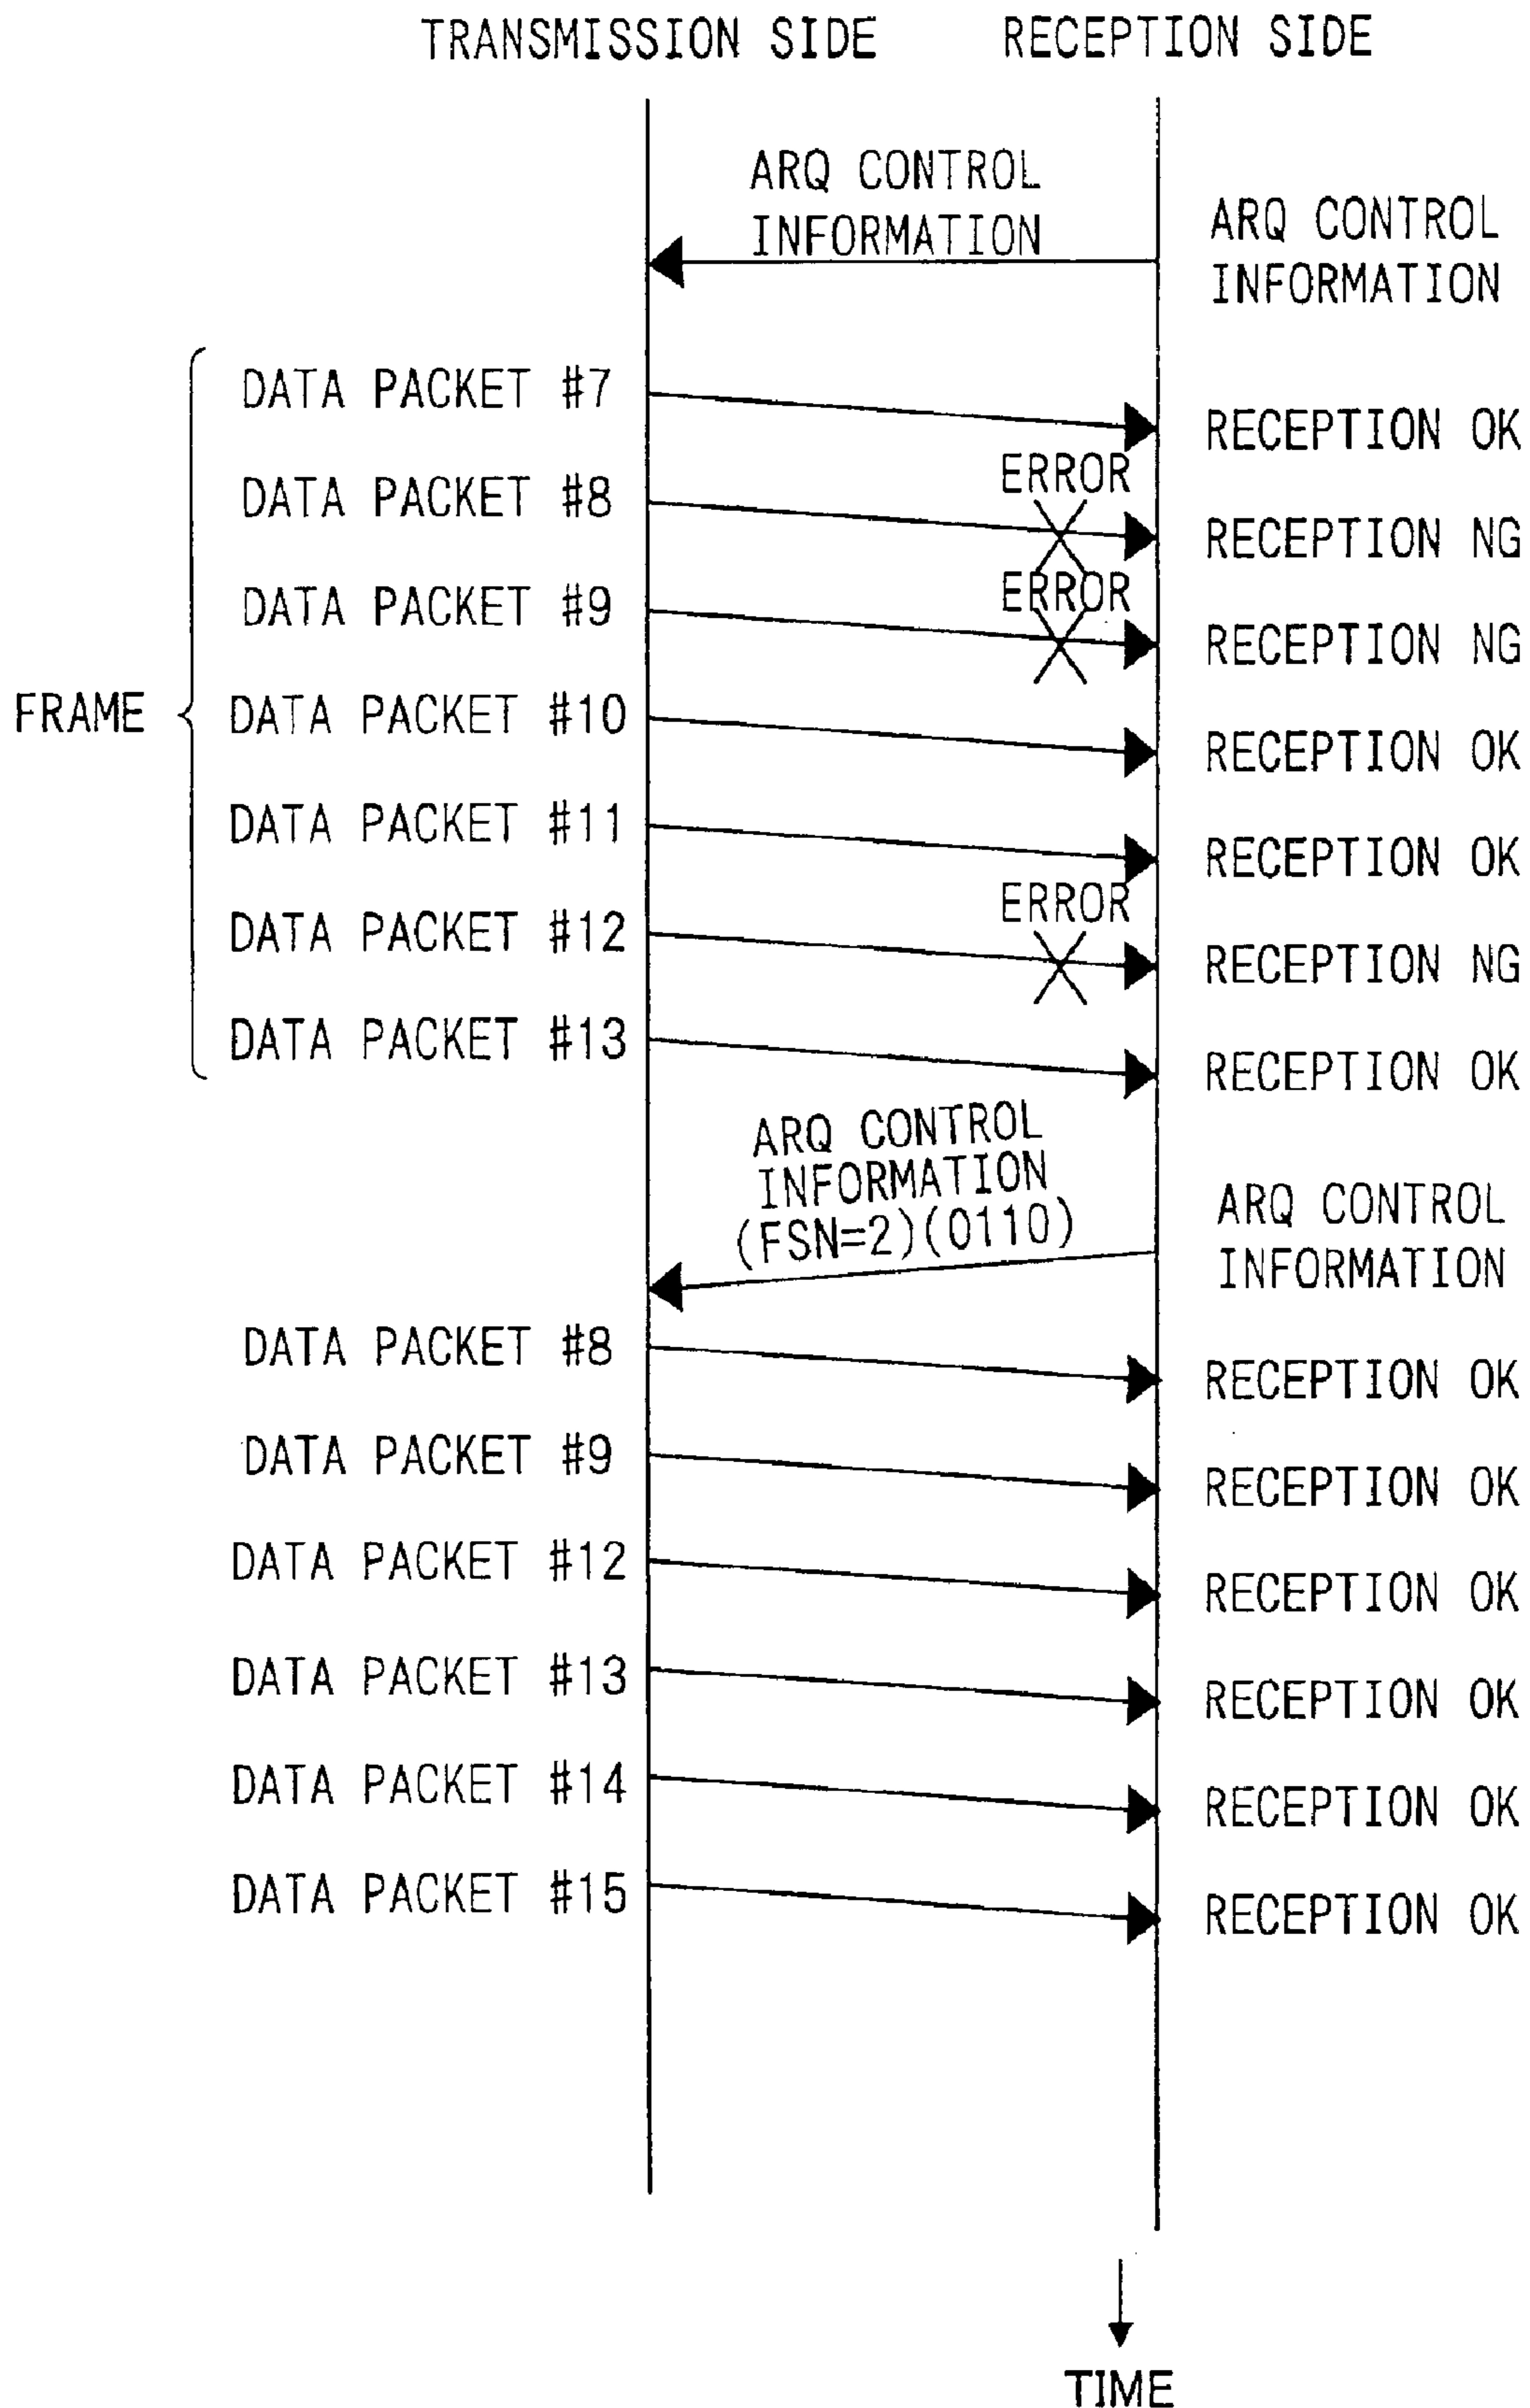 TRANSMISSION SIDE RECEPTION SIDE
ARQ CONTROL
INFORMATION
ARQ CONTROL
INFORMATION
DATA PACKET #7
RECEPTION OK
ERROR
DATA PACKET #8
RECEPTION NG
ERROR
DATA PACKET #9
RECEPTION NG
FRAME
DATA PACKET #10
RECEPTION OK
DATA PACKET #11
RECEPTION OK
ERROR
DATA PACKET #12
RECEPTION NG
DATA PACKET #13
RECEPTION OK
ARQ CONTROL
INFORMATION
(FSN=2)(0110)
ARQ CONTROL
INFORMATION
DATA PACKET #8
RECEPTION OK
DATA PACKET #9
RECEPTION OK
DATA PACKET #12
RECEPTION OK
DATA PACKET #13
RECEPTION OK
DATA PACKET #14
RECEPTION OK
DATA PACKET #15
RECEPTION OK
TIME